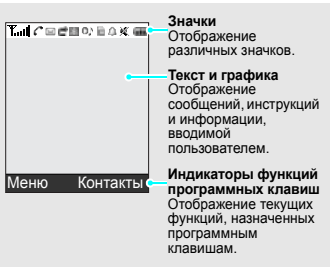 Значки
Отображение
различных значков.
Текст и графика
Отображение
сообщений, инструкций
и информации,
вводимой
пользователем.
Меню Контакты
Индикаторы функций
программных клавиш
Отображение текущих
функций, назначенных
программным
клавишам.